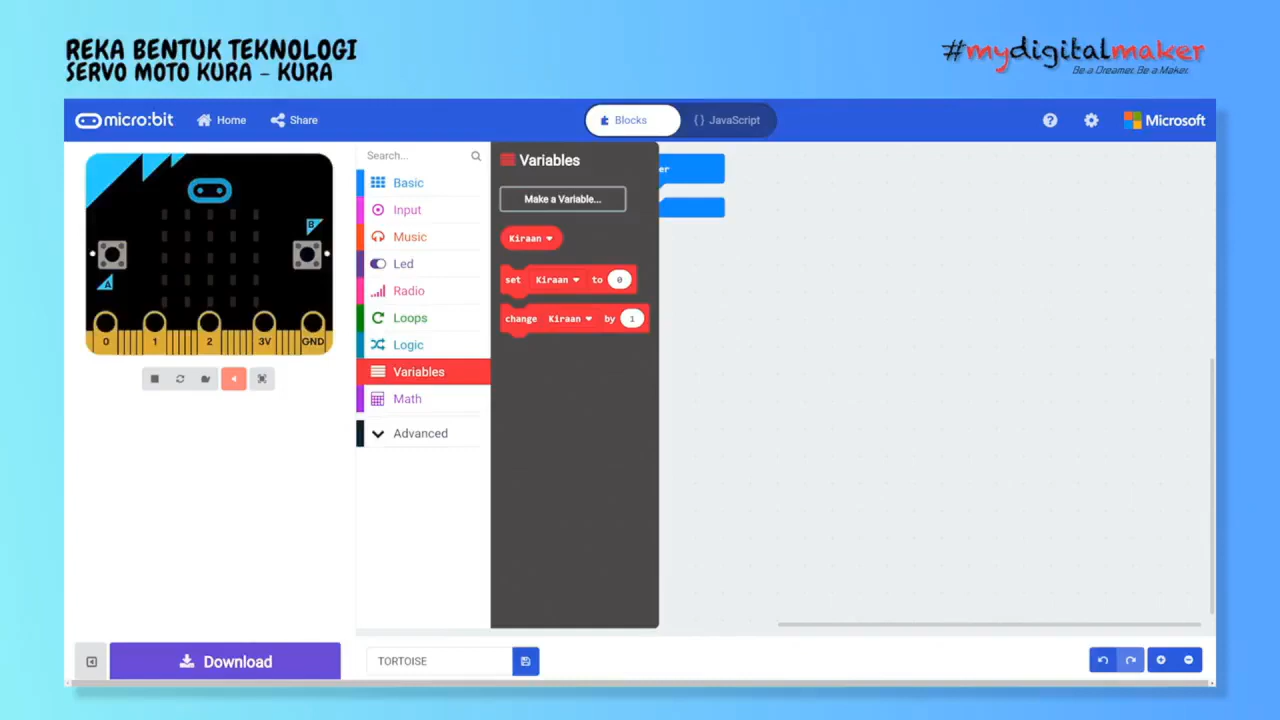 REKA BENTUK TEKNOLOGI
SERVO MOTO KURA - KURA
#mydigitalmaker
Be a Dreamer. Be a Maker.
micro:bit
Home
Share
Blocks
{ } JavaScript
?
Microsoft
Search...
Basic
Input
Music
Led
Radio
Loops
Logic
Variables
Math
Advanced
Variables
Make a Variable...
Kiraan
set Kiraan to 0
change Kiraan by 1
er
A
B
0 1 2 3V GND
Download
TORTOISE